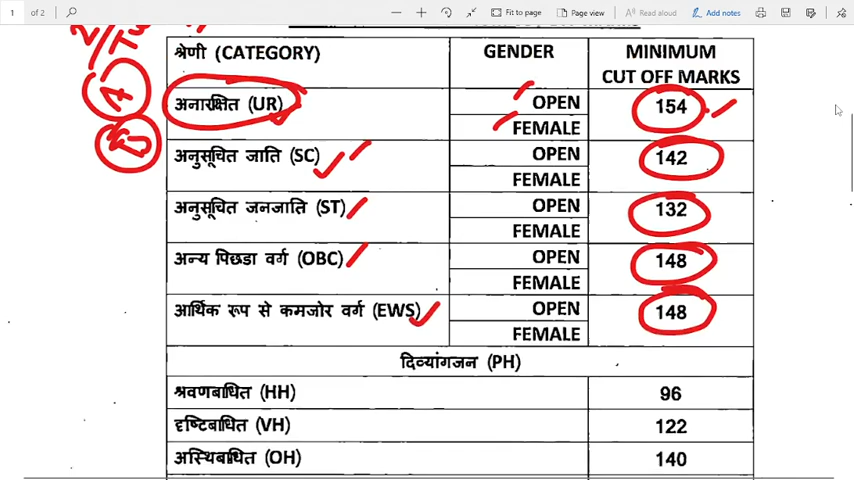 1 of 2 Fit to page Page view Read aloud Add notes
श्रेणी (CATEGORY) GENDER MINIMUM
CUT OFF MARKS
अनारक्षित (UR) OPEN 154
FEMALE
अनुसूचित जाति (SC) OPEN 142
FEMALE
अनुसूचित जनजाति (ST) OPEN 132
FEMALE
अन्य पिछडा वर्ग (OBC) OPEN 148
FEMALE
आर्थिक रूप से कमजोर वर्ग (EWS) OPEN 148
FEMALE
दिव्यांगजन (PH)
श्रवणबाधित (HH) 96
दृष्टिबाधित (VH) 122
अस्थिबाधित (OH) 140